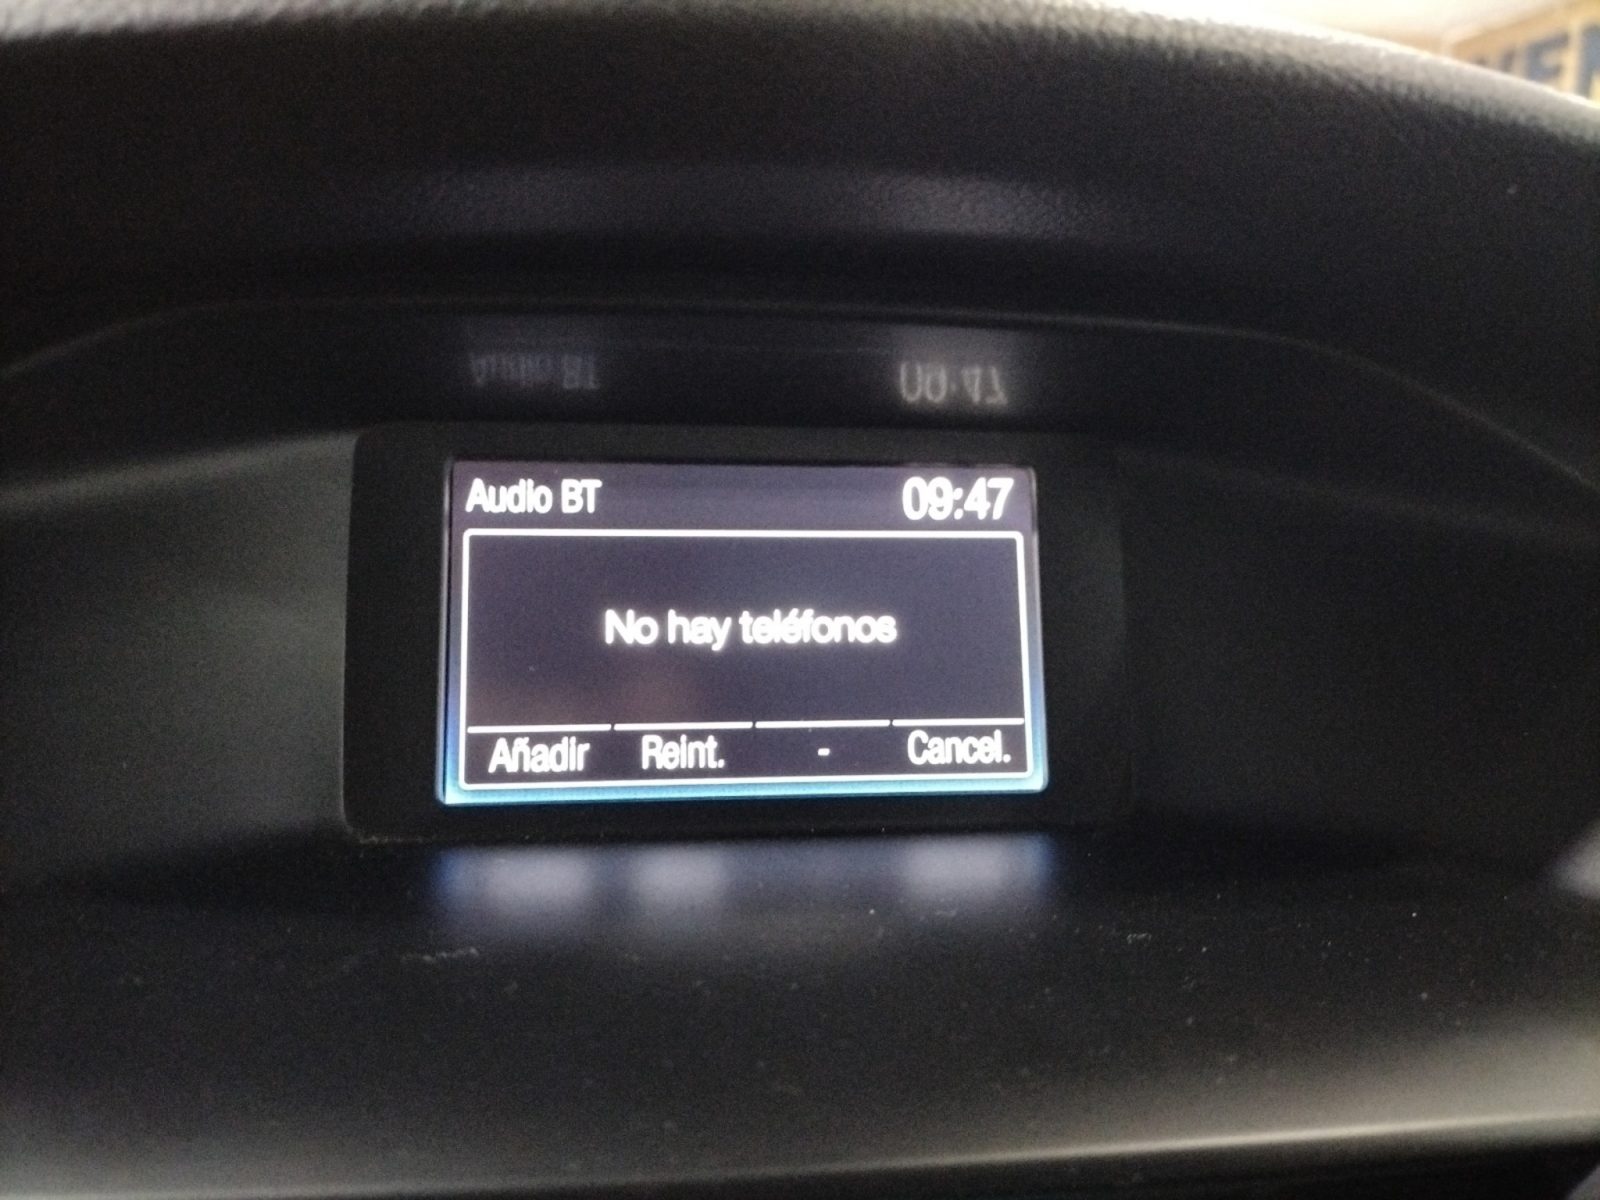 Audio BT 09:47
No hay teléfonos
Añadir Reint. - Cancel.